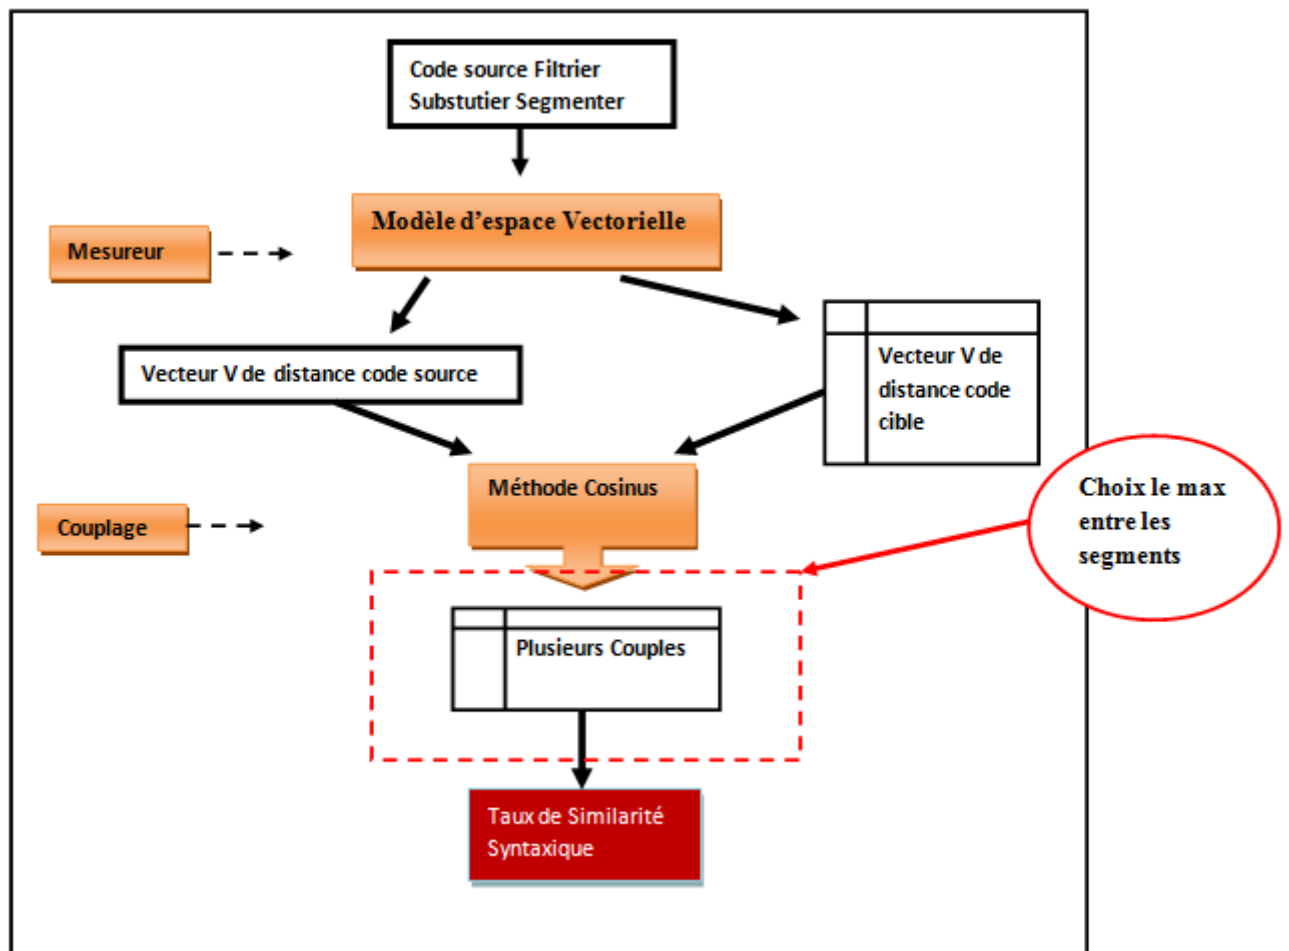 Code source Filtrier
Substutier Segmenter
Modèle d'espace Vectorielle
Mesureur
Vecteur V de distance code source
Vecteur V de
distance code
cible
Méthode Cosinus
Choix le max
entre les
segments
Couplage
Plusieurs Couples
Taux de Similarité
Syntaxique